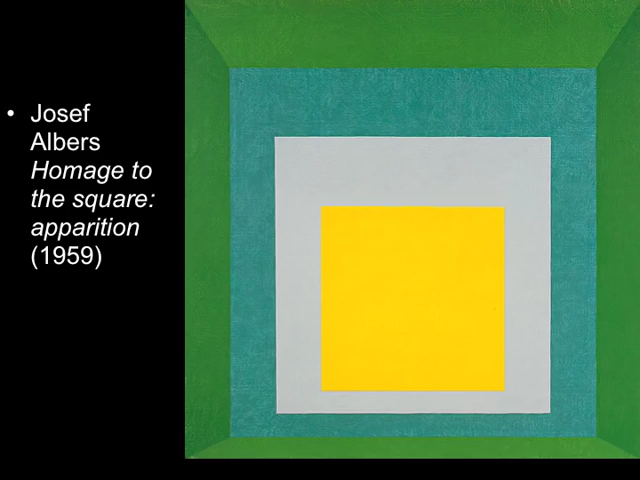 • Josef
Albers
Homage to
the square:
apparition
(1959)